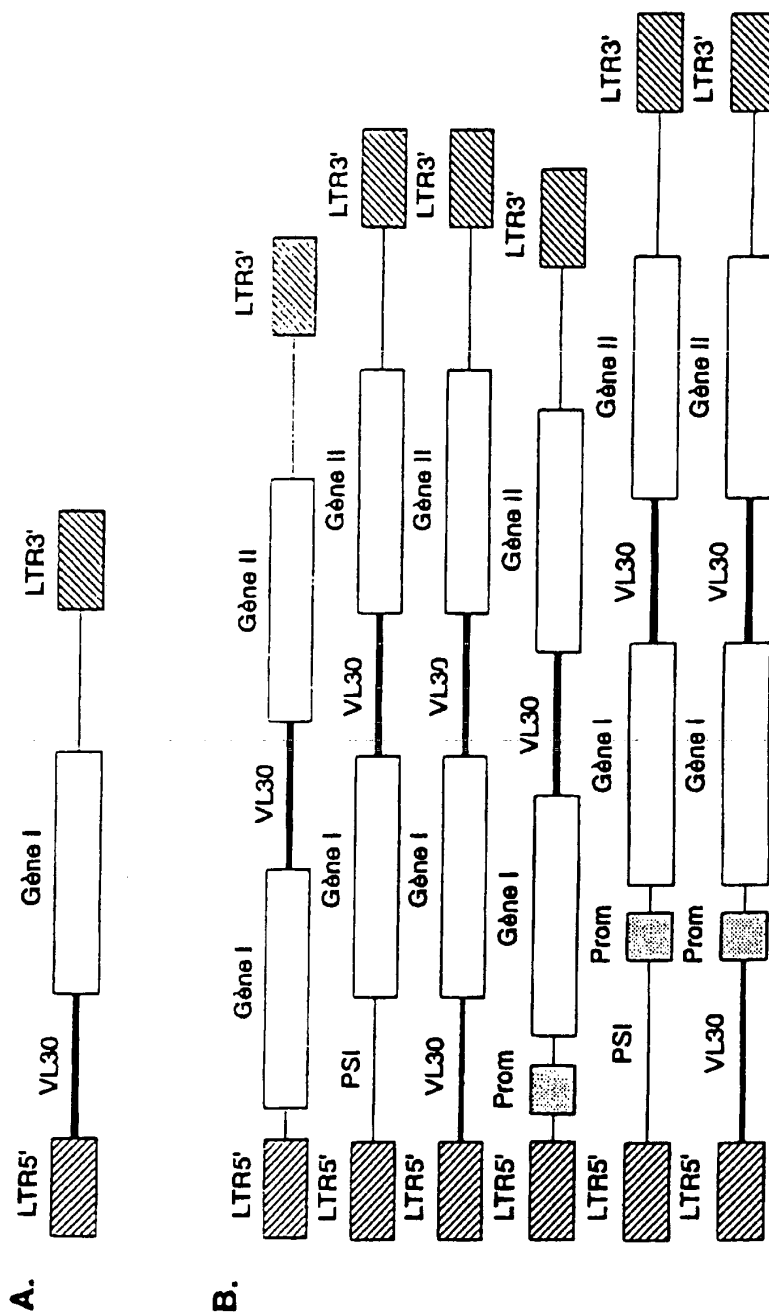 A.
LTR5' VL30 Gène I LTR3'
B.
LTR5' Gène I VL30 Gène II LTR3'
LTR5' PSI Gène I VL30 Gène II LTR3'
LTR5' VL30 Gène I VL30 Gène II LTR3'
LTR5' Prom Gène I VL30 Gène II LTR3'
LTR5' PSI Prom Gène I VL30 Gène II LTR3'
LTR5' VL30 Prom Gène I VL30 Gène II LTR3'